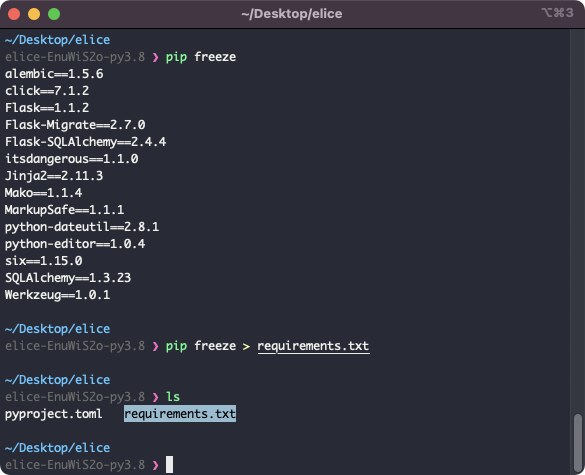 ~/Desktop/elice
⌥⌘3
~/Desktop/elice
elice-EnuWiS2o-py3.8 ❯ pip freeze
alembic==1.5.6
click==7.1.2
Flask==1.1.2
Flask-Migrate==2.7.0
Flask-SQLAlchemy==2.4.4
itsdangerous==1.1.0
Jinja2==2.11.3
Mako==1.1.4
MarkupSafe==1.1.1
python-dateutil==2.8.1
python-editor==1.0.4
six==1.15.0
SQLAlchemy==1.3.23
Werkzeug==1.0.1
~/Desktop/elice
elice-EnuWiS2o-py3.8 ❯ pip freeze > requirements.txt
~/Desktop/elice
elice-EnuWiS2o-py3.8 ❯ ls
pyproject.toml requirements.txt
~/Desktop/elice
elice-EnuWiS2o-py3.8 ❯